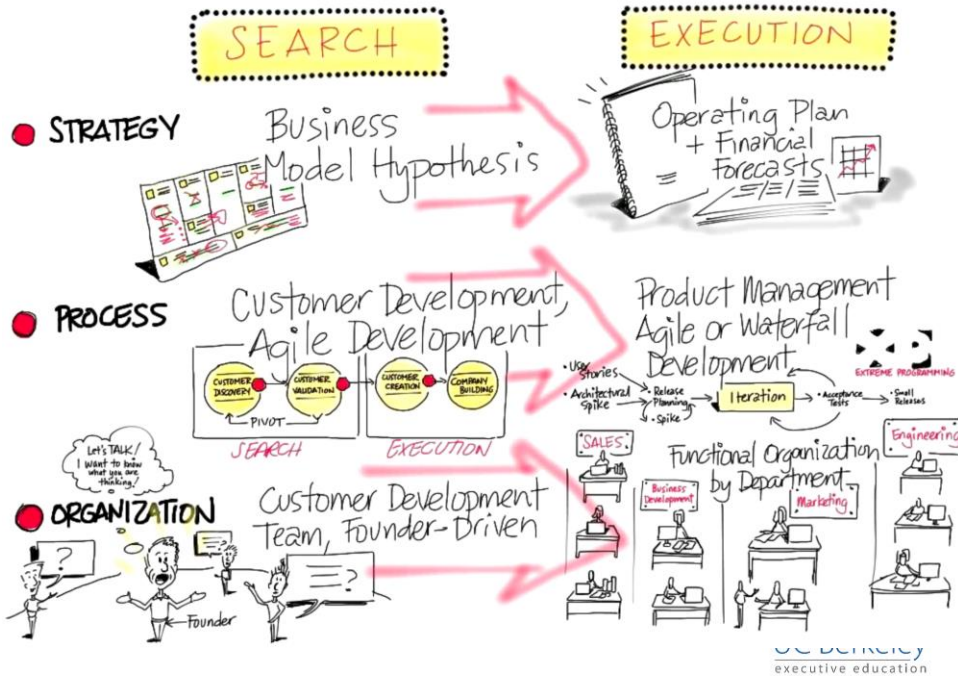 SEARCH
EXECUTION
STRATEGY
Business
Model Hypothesis
Operating Plan
+ Financial
Forecasts
PROCESS
Customer Development,
Agile Development
CUSTOMER
DISCOVERY
CUSTOMER
VALIDATION
CUSTOMER
CREATION
COMPANY
BUILDING
PIVOT
SEARCH
EXECUTION
Product Management
Agile or Waterfall
Development
XP
EXTREME PROGRAMMING
• User
Stories
• Architectural
Spike
• Release
Planning
• Spike
Iteration
• Acceptance
Tests
• Small
Releases
ORGANIZATION
Let's TALK!
I want to know
what you are
thinking!
Customer Development
Team, Founder-Driven
?
?
Founder
Functional Organization
by Department
SALES
Business
Development
Marketing
Engineering
UC Berkeley
executive education